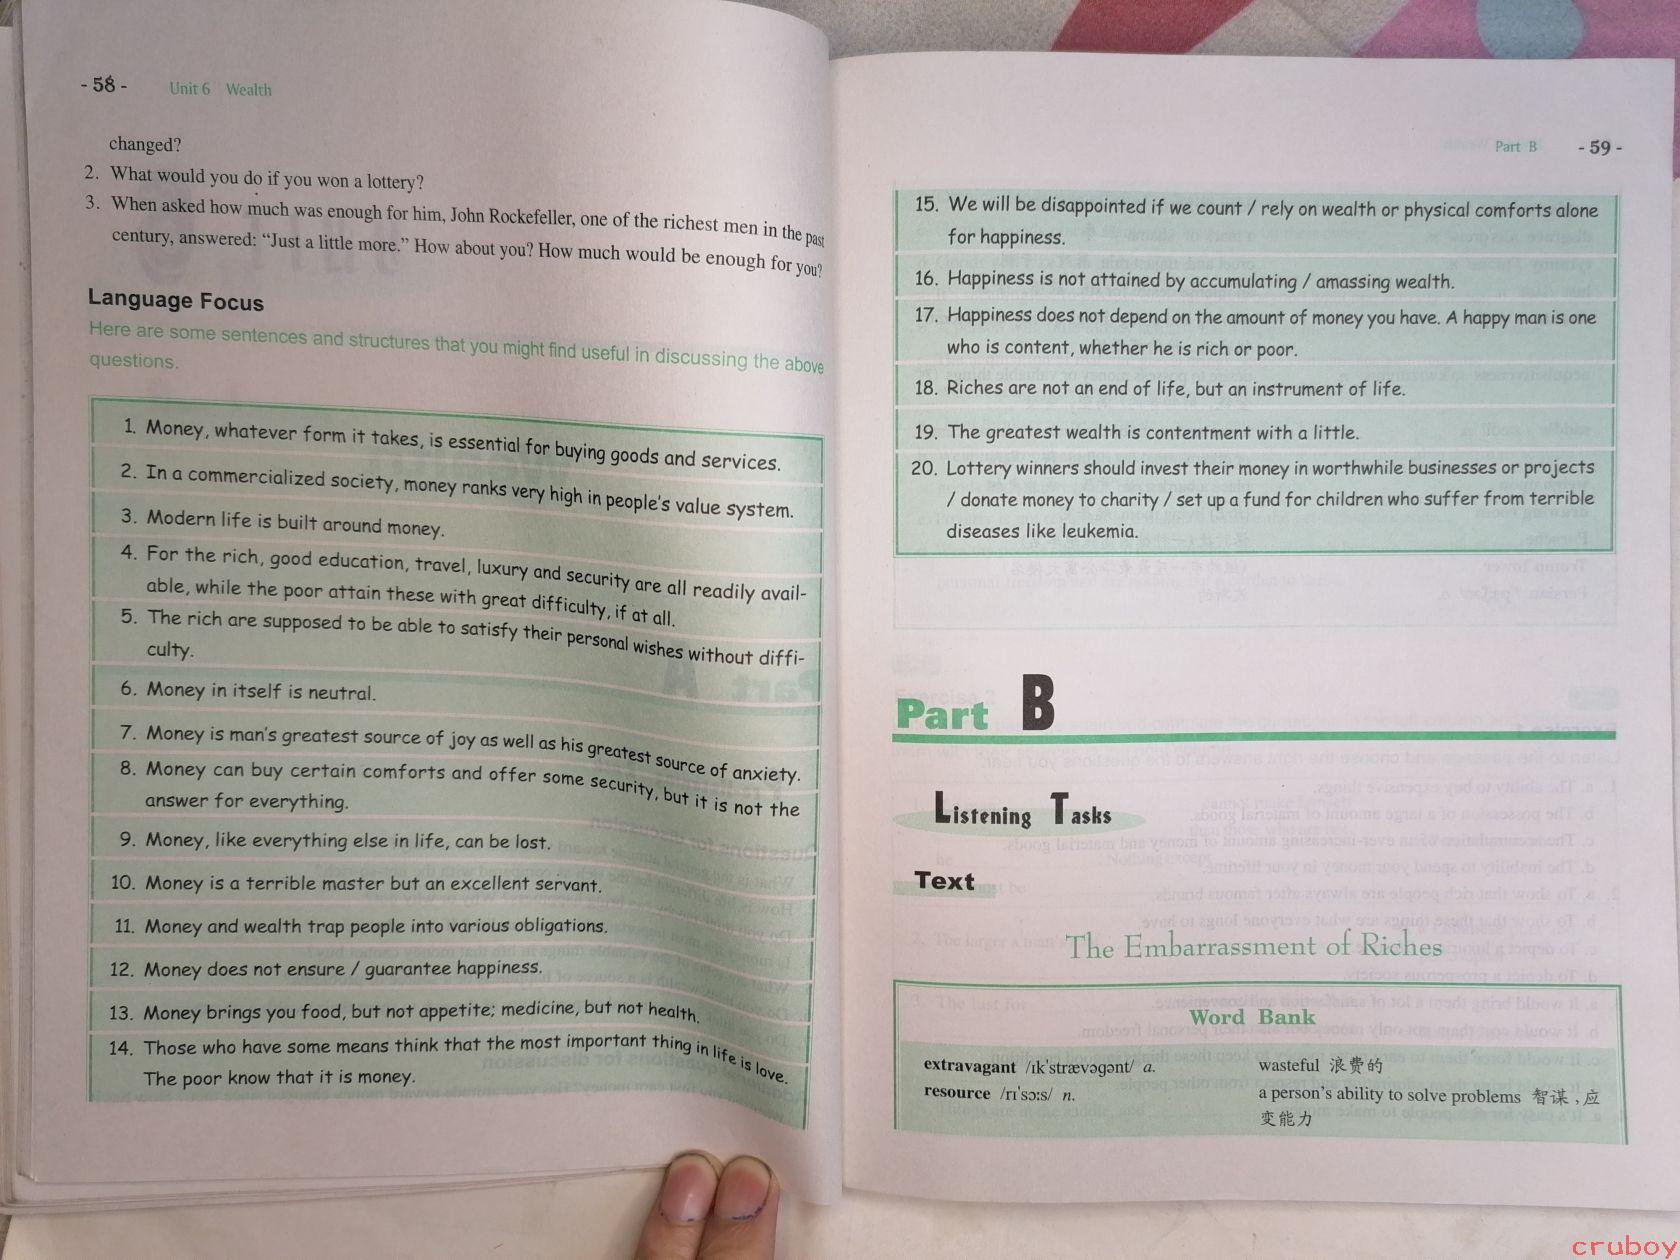 - 58 -
Unit 6 Wealth
changed?
2. What would you do if you won a lottery?
3. When asked how much was enough for him, John Rockefeller, one of the richest men in the past
century, answered: “Just a little more.” How about you? How much would be enough for you?
Language Focus
Here are some sentences and structures that you might find useful in discussing the above
questions.
1. Money, whatever form it takes, is essential for buying goods and services.
2. In a commercialized society, money ranks very high in people's value system.
3. Modern life is built around money.
4. For the rich, good education, travel, luxury and security are all readily avail-
able, while the poor attain these with great difficulty, if at all.
5. The rich are supposed to be able to satisfy their personal wishes without diffi-
culty.
6. Money in itself is neutral.
7. Money is man's greatest source of joy as well as his greatest source of anxiety.
8. Money can buy certain comforts and offer some security, but it is not the
answer for everything.
9. Money, like everything else in life, can be lost.
10. Money is a terrible master but an excellent servant.
11. Money and wealth trap people into various obligations.
12. Money does not ensure / guarantee happiness.
13. Money brings you food, but not appetite; medicine, but not health.
14. Those who have some means think that the most important thing in life is love.
The poor know that it is money.
Part B
- 59 -
15. We will be disappointed if we count / rely on wealth or physical comforts alone
for happiness.
16. Happiness is not attained by accumulating / amassing wealth.
17. Happiness does not depend on the amount of money you have. A happy man is one
who is content, whether he is rich or poor.
18. Riches are not an end of life, but an instrument of life.
19. The greatest wealth is contentment with a little.
20. Lottery winners should invest their money in worthwhile businesses or projects
/ donate money to charity / set up a fund for children who suffer from terrible
diseases like leukemia.
Part B
Listening Tasks
Text
The Embarrassment of Riches
Word Bank
extravagant /ɪk'strævəgənt/ a. wasteful 浪费的
resource /rɪ'sɔːs/ n. a person's ability to solve problems 智谋,应
变能力
cruboy